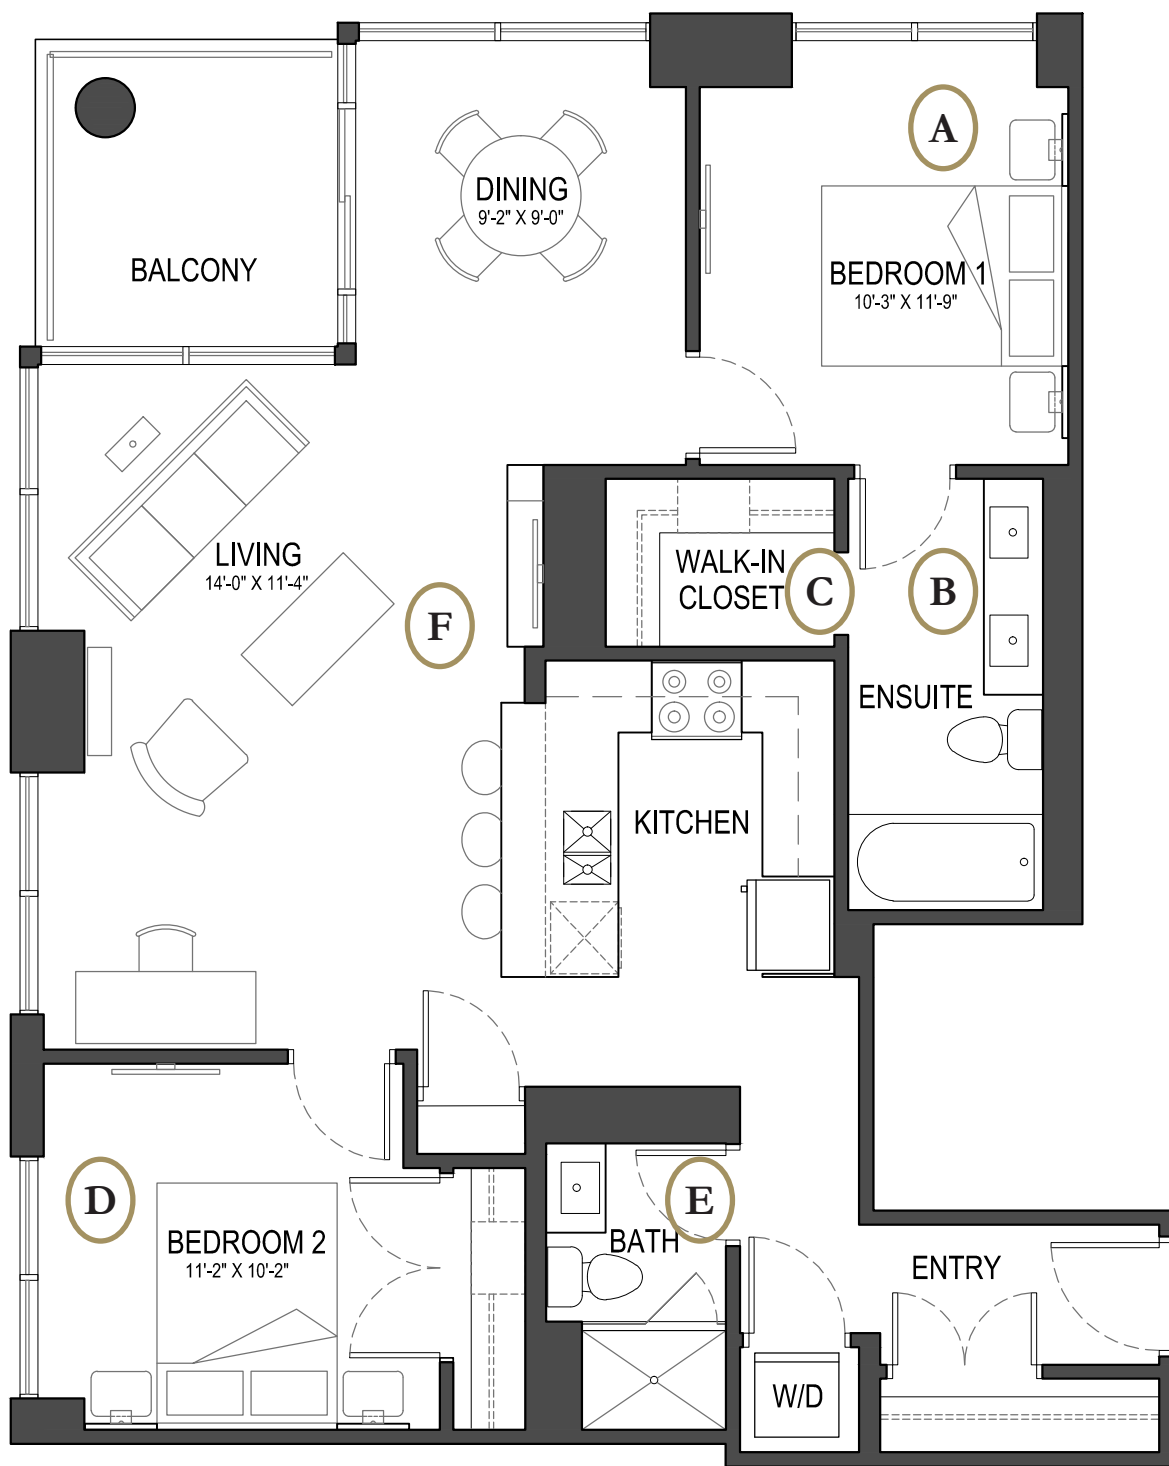 A
DINING
9'-2" X 9'-0"
BALCONY
BEDROOM 1
10'-3" X 11'-9"
LIVING
14'-0" X 11'-4"
WALK-IN
CLOSET
C
B
F
ENSUITE
KITCHEN
D
E
BEDROOM 2
11'-2" X 10'-2"
BATH
ENTRY
W/D